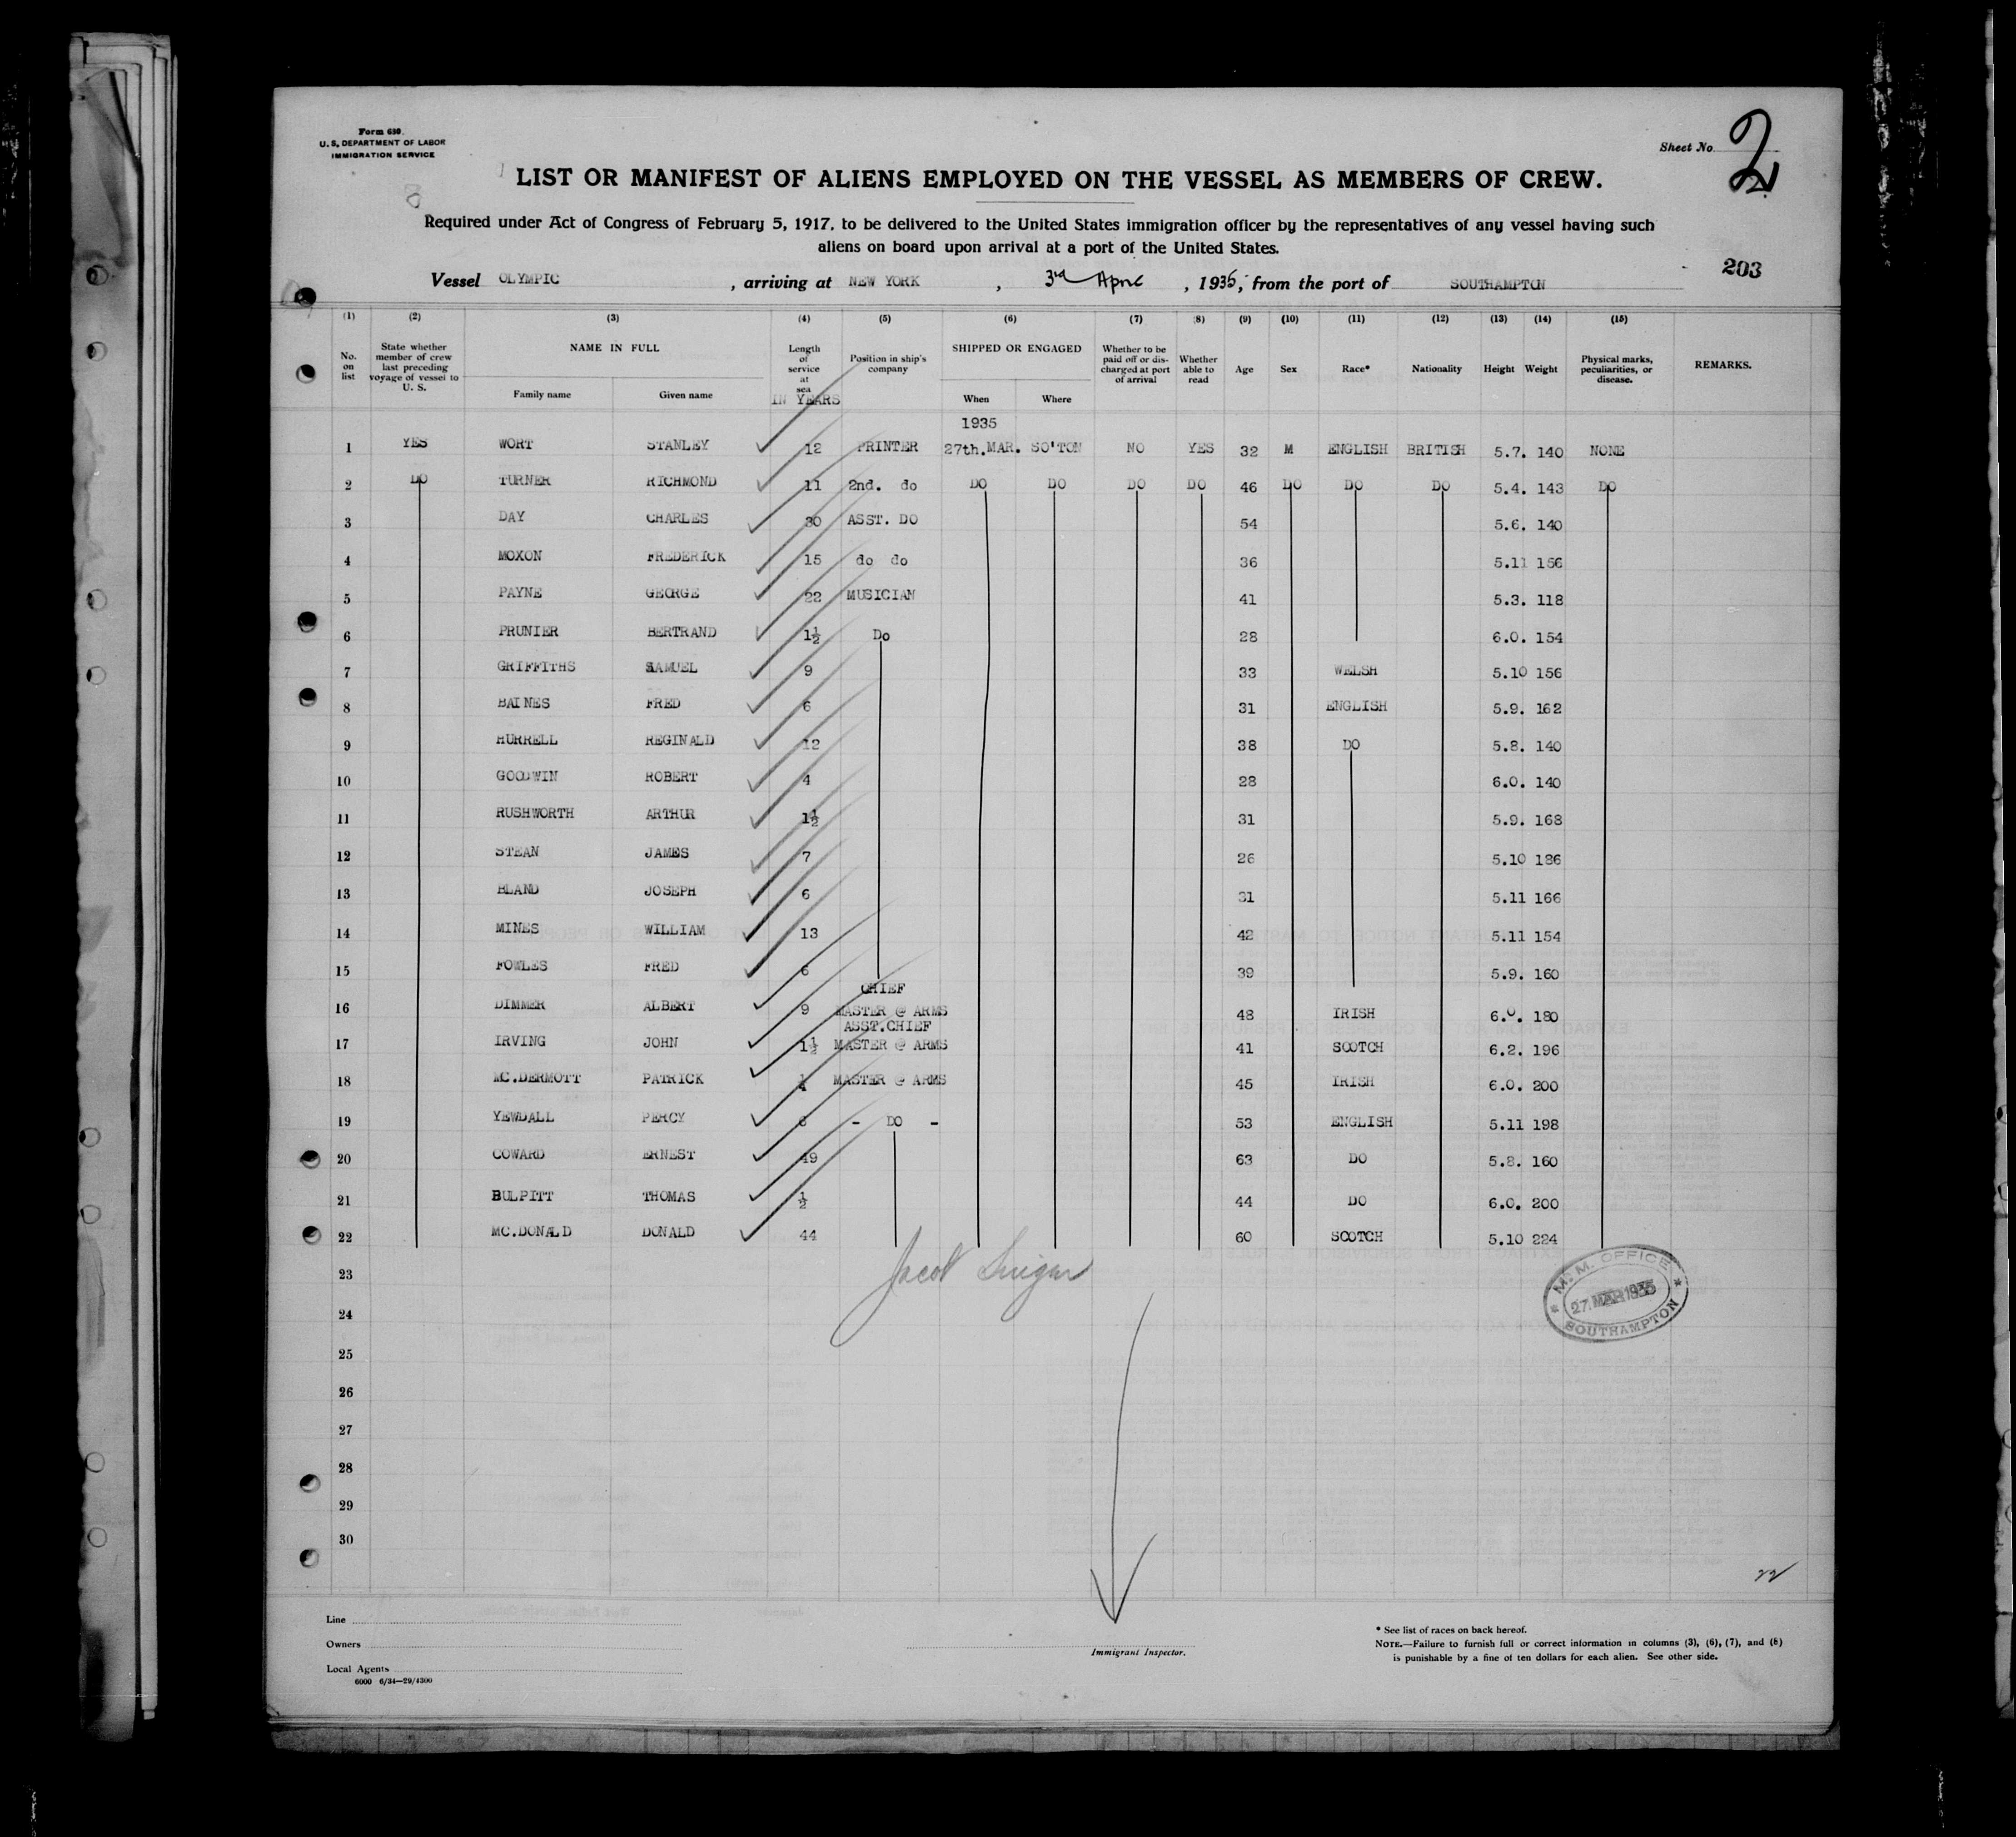 Form 630.
U. S. DEPARTMENT OF LABOR
IMMIGRATION SERVICE
Sheet No. 2
LIST OR MANIFEST OF ALIENS EMPLOYED ON THE VESSEL AS MEMBERS OF CREW.
Required under Act of Congress of February 5, 1917, to be delivered to the United States immigration officer by the representatives of any vessel having such
aliens on board upon arrival at a port of the United States.
203
Vessel OLYMPIC , arriving at NEW YORK , 3rd April , 1935, from the port of SOUTHAMPTON
(1) (2) (3) (4) (5) (6) (7) (8) (9) (10) (11) (12) (13) (14) (15)
No. on list State whether member of crew last preceding voyage of vessel to U. S. NAME IN FULL Family name Given name Length of service at sea IN YEARS Position in ship's company SHIPPED OR ENGAGED When Where Whether to be paid off or discharged at port of arrival Whether able to read Age Sex Race* Nationality Height Weight Physical marks, peculiarities, or disease. REMARKS.
1935
1 YES WORT STANLEY 12 PRINTER 27th.MAR. SO'TON NO YES 32 M ENGLISH BRITISH 5.7. 140 NONE
2 DO TURNER RICHMOND 11 2nd. do DO DO DO DO 46 DO DO DO 5.4. 143 DO
3 DAY CHARLES 30 ASST. DO 54 5.6. 140
4 MOXON FREDERICK 15 do do 36 5.11 156
5 PAYNE GEORGE 22 MUSICIAN 41 5.3. 118
6 PRUNIER BERTRAND 1½ Do 28 6.0. 154
7 GRIFFITHS SAMUEL 9 33 WELSH 5.10 156
8 BAINES FRED 6 31 ENGLISH 5.9. 162
9 HURRELL REGINALD 12 38 DO 5.8. 140
10 GOODWIN ROBERT 4 28 6.0. 140
11 RUSHWORTH ARTHUR 1½ 31 5.9. 168
12 STEAN JAMES 7 26 5.10 186
13 BLAND JOSEPH 6 31 5.11 166
14 MINES WILLIAM 13 42 5.11 154
15 FOWLES FRED 6 39 5.9. 160
16 DIMMER ALBERT 9 CHIEF MASTER @ ARMS 48 IRISH 6.0. 180
17 IRVING JOHN 1½ ASST.CHIEF MASTER @ ARMS 41 SCOTCH 6.2. 196
18 MC.DERMOTT PATRICK MASTER @ ARMS 45 IRISH 6.0. 200
19 YEWDALL PERCY 6 - DO - 53 ENGLISH 5.11 198
20 COWARD ERNEST 49 63 DO 5.8. 160
21 BULPITT THOMAS ½ 44 DO 6.0. 200
22 MC.DONALD DONALD 44 60 SCOTCH 5.10 224
23
Jacob
24
M. M. OFFICE
27 MAR 1935
SOUTHAMPTON
25
26
27
28
29
30
22
Line
Owners
Local Agents
6000 6/34—29/4300
Immigrant Inspector.
* See list of races on back hereof.
NOTE.—Failure to furnish full or correct information in columns (3), (6), (7), and (8)
is punishable by a fine of ten dollars for each alien. See other side.